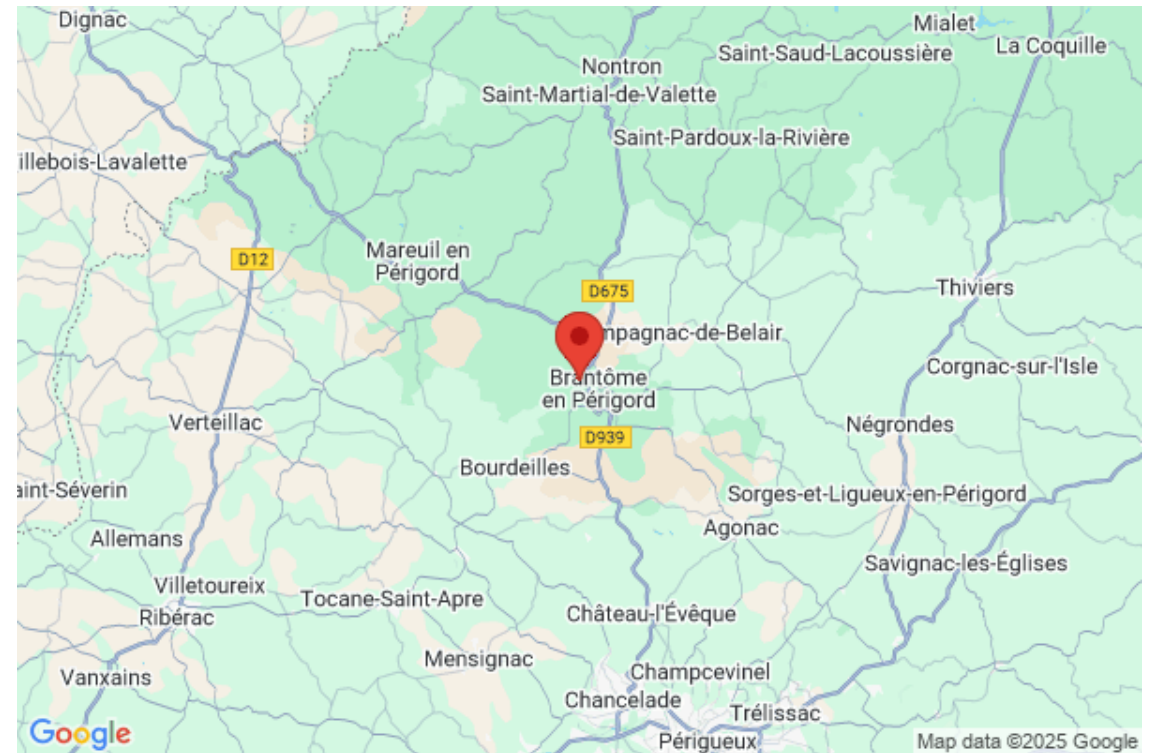 Dignac
Mialet
Saint-Saud-Lacoussière
La Coquille
Nontron
Saint-Martial-de-Valette
Saint-Pardoux-la-Rivière
illebois-Lavalette
Mareuil en
Périgord
D12
D675
Thiviers
mpagnac-de-Belair
Corgnac-sur-l'Isle
Brantôme
en Périgord
Verteillac
Négrondes
D939
Bourdeilles
aint-Séverin
Sorges-et-Ligueux-en-Périgord
Agonac
Allemans
Savignac-les-Églises
Villetoureix
Tocane-Saint-Apre
Ribérac
Château-l'Évêque
Mensignac
Champcevinel
Vanxains
Chancelade
Trélissac
Périgueux
Google
Map data ©2025 Google